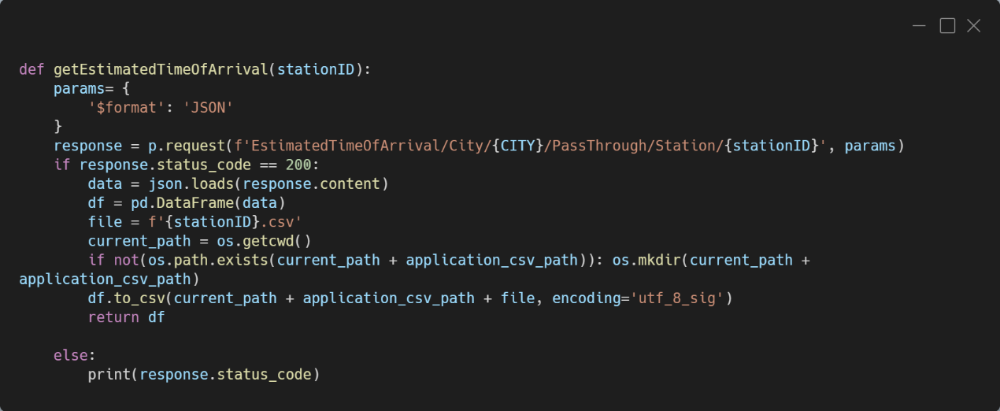 def getEstimatedTimeOfArrival(stationID):
    params= {
        '$format': 'JSON'
    }
    response = p.request(f'EstimatedTimeOfArrival/City/{CITY}/PassThrough/Station/{stationID}', params)
    if response.status_code == 200:
        data = json.loads(response.content)
        df = pd.DataFrame(data)
        file = f'{stationID}.csv'
        current_path = os.getcwd()
        if not(os.path.exists(current_path + application_csv_path)): os.mkdir(current_path +
application_csv_path)
        df.to_csv(current_path + application_csv_path + file, encoding='utf_8_sig')
        return df

    else:
        print(response.status_code)